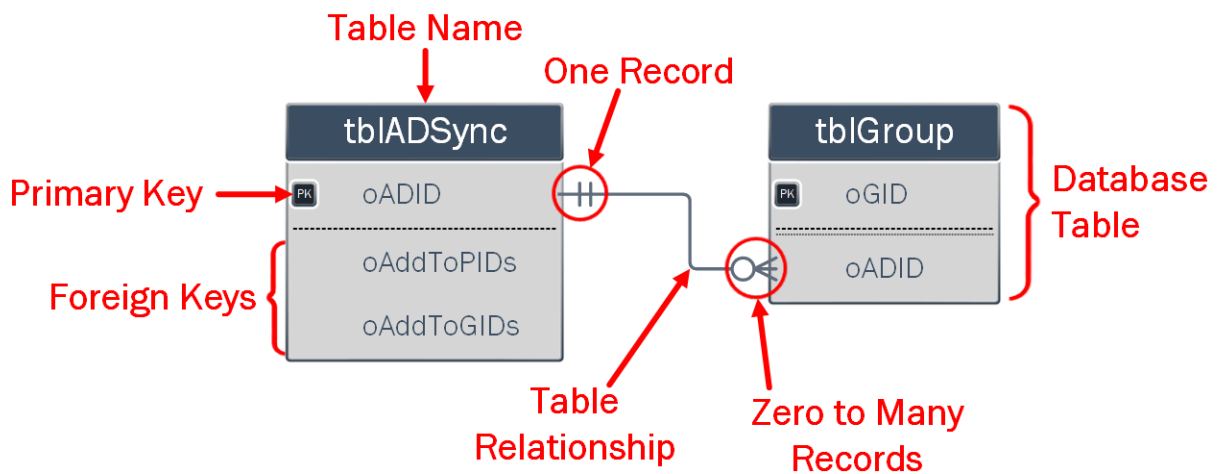 Table Name
One Record
tblADSync
tblGroup
Primary Key
PK
oADID
PK
oGID
Database
Table
Foreign Keys
oAddToPIDs
oADID
oAddToGIDs
Table
Relationship
Zero to Many
Records